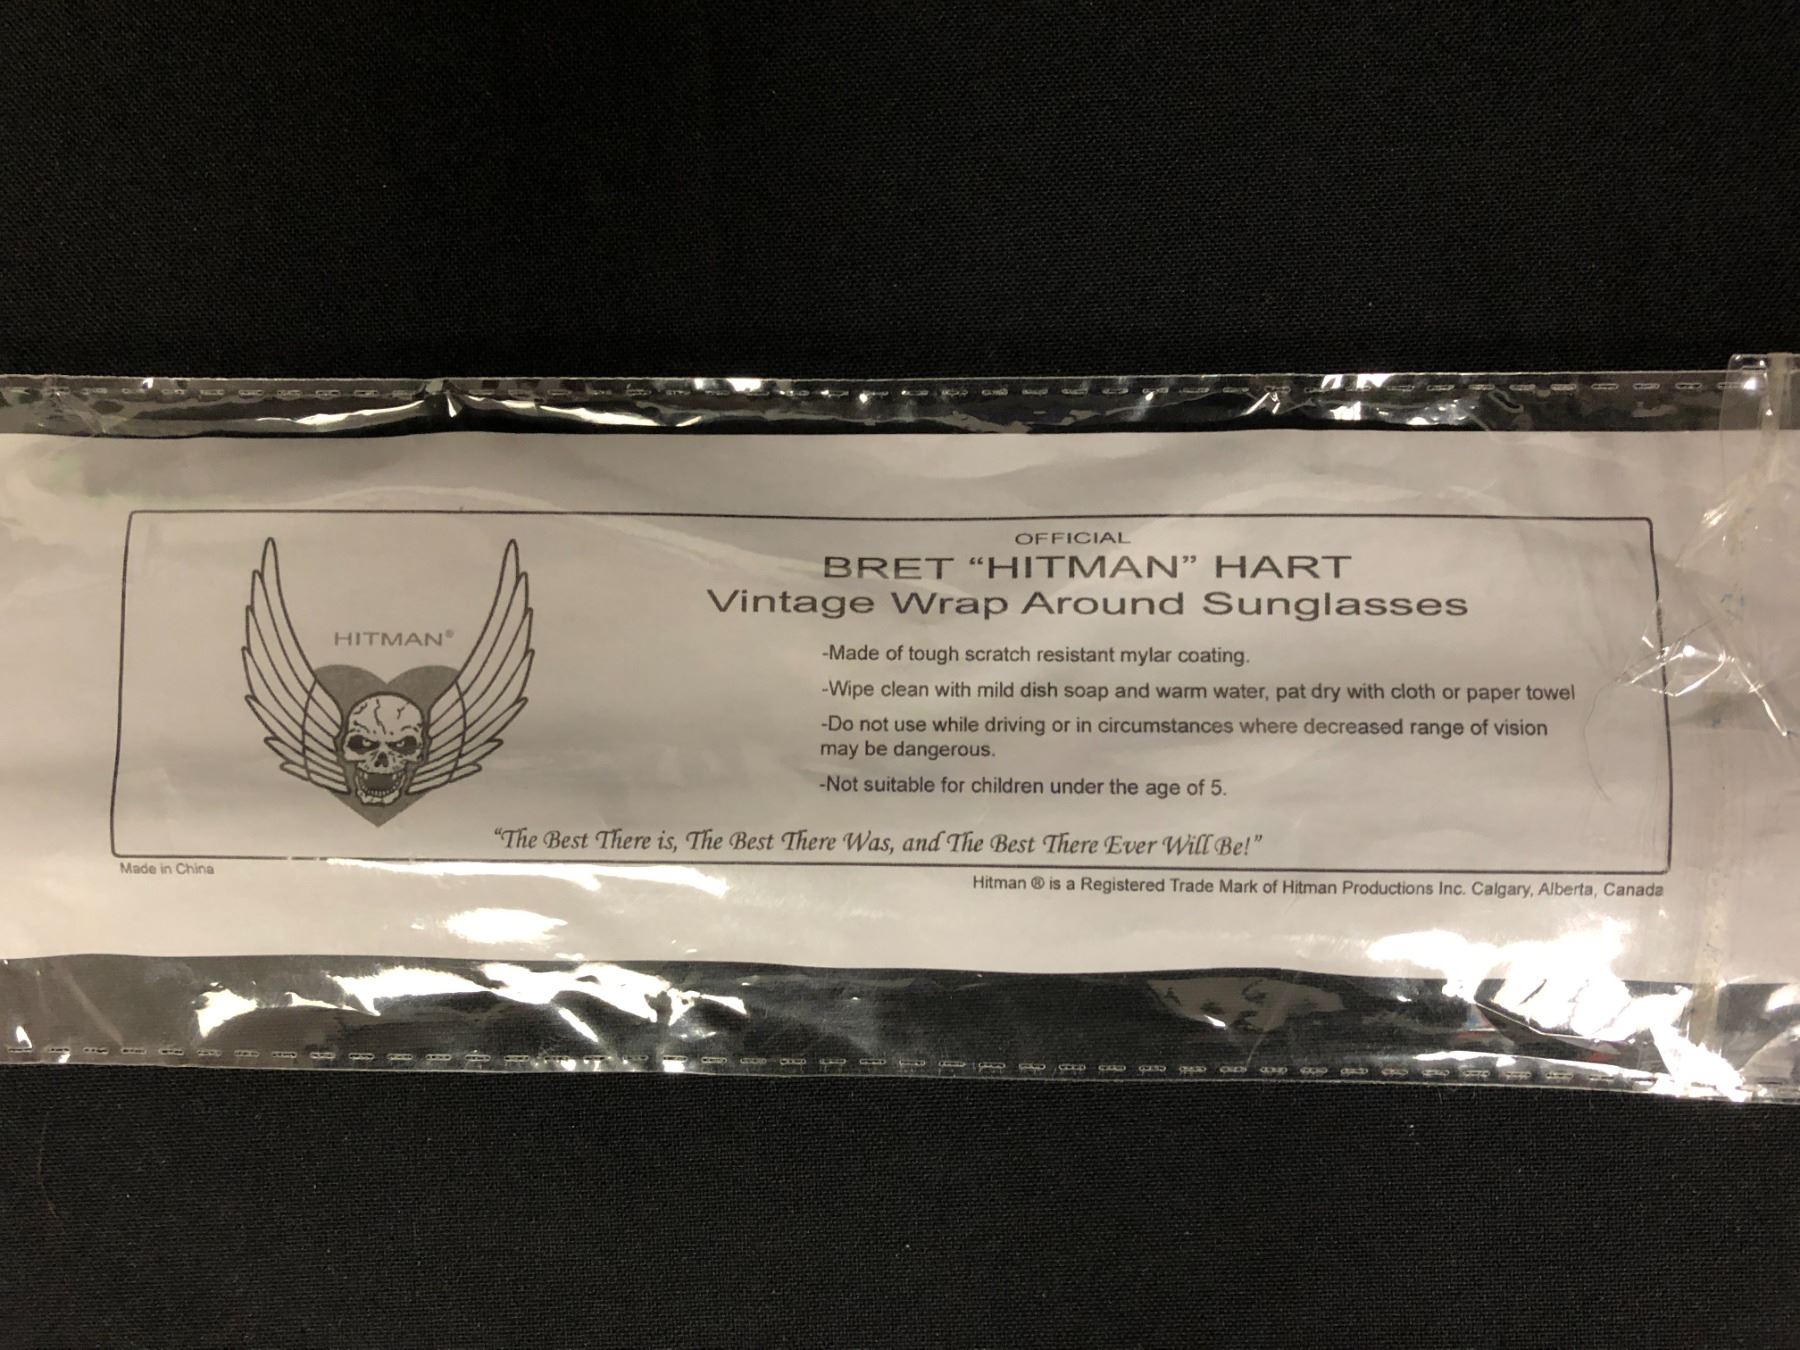 HITMAN®
OFFICIAL
BRET “HITMAN” HART
Vintage Wrap Around Sunglasses
-Made of tough scratch resistant mylar coating.
-Wipe clean with mild dish soap and warm water, pat dry with cloth or paper towel
-Do not use while driving or in circumstances where decreased range of vision
may be dangerous.
-Not suitable for children under the age of 5.
“The Best There is, The Best There Was, and The Best There Ever Will Be!”
Made in China
Hitman ® is a Registered Trade Mark of Hitman Productions Inc. Calgary, Alberta, Canada